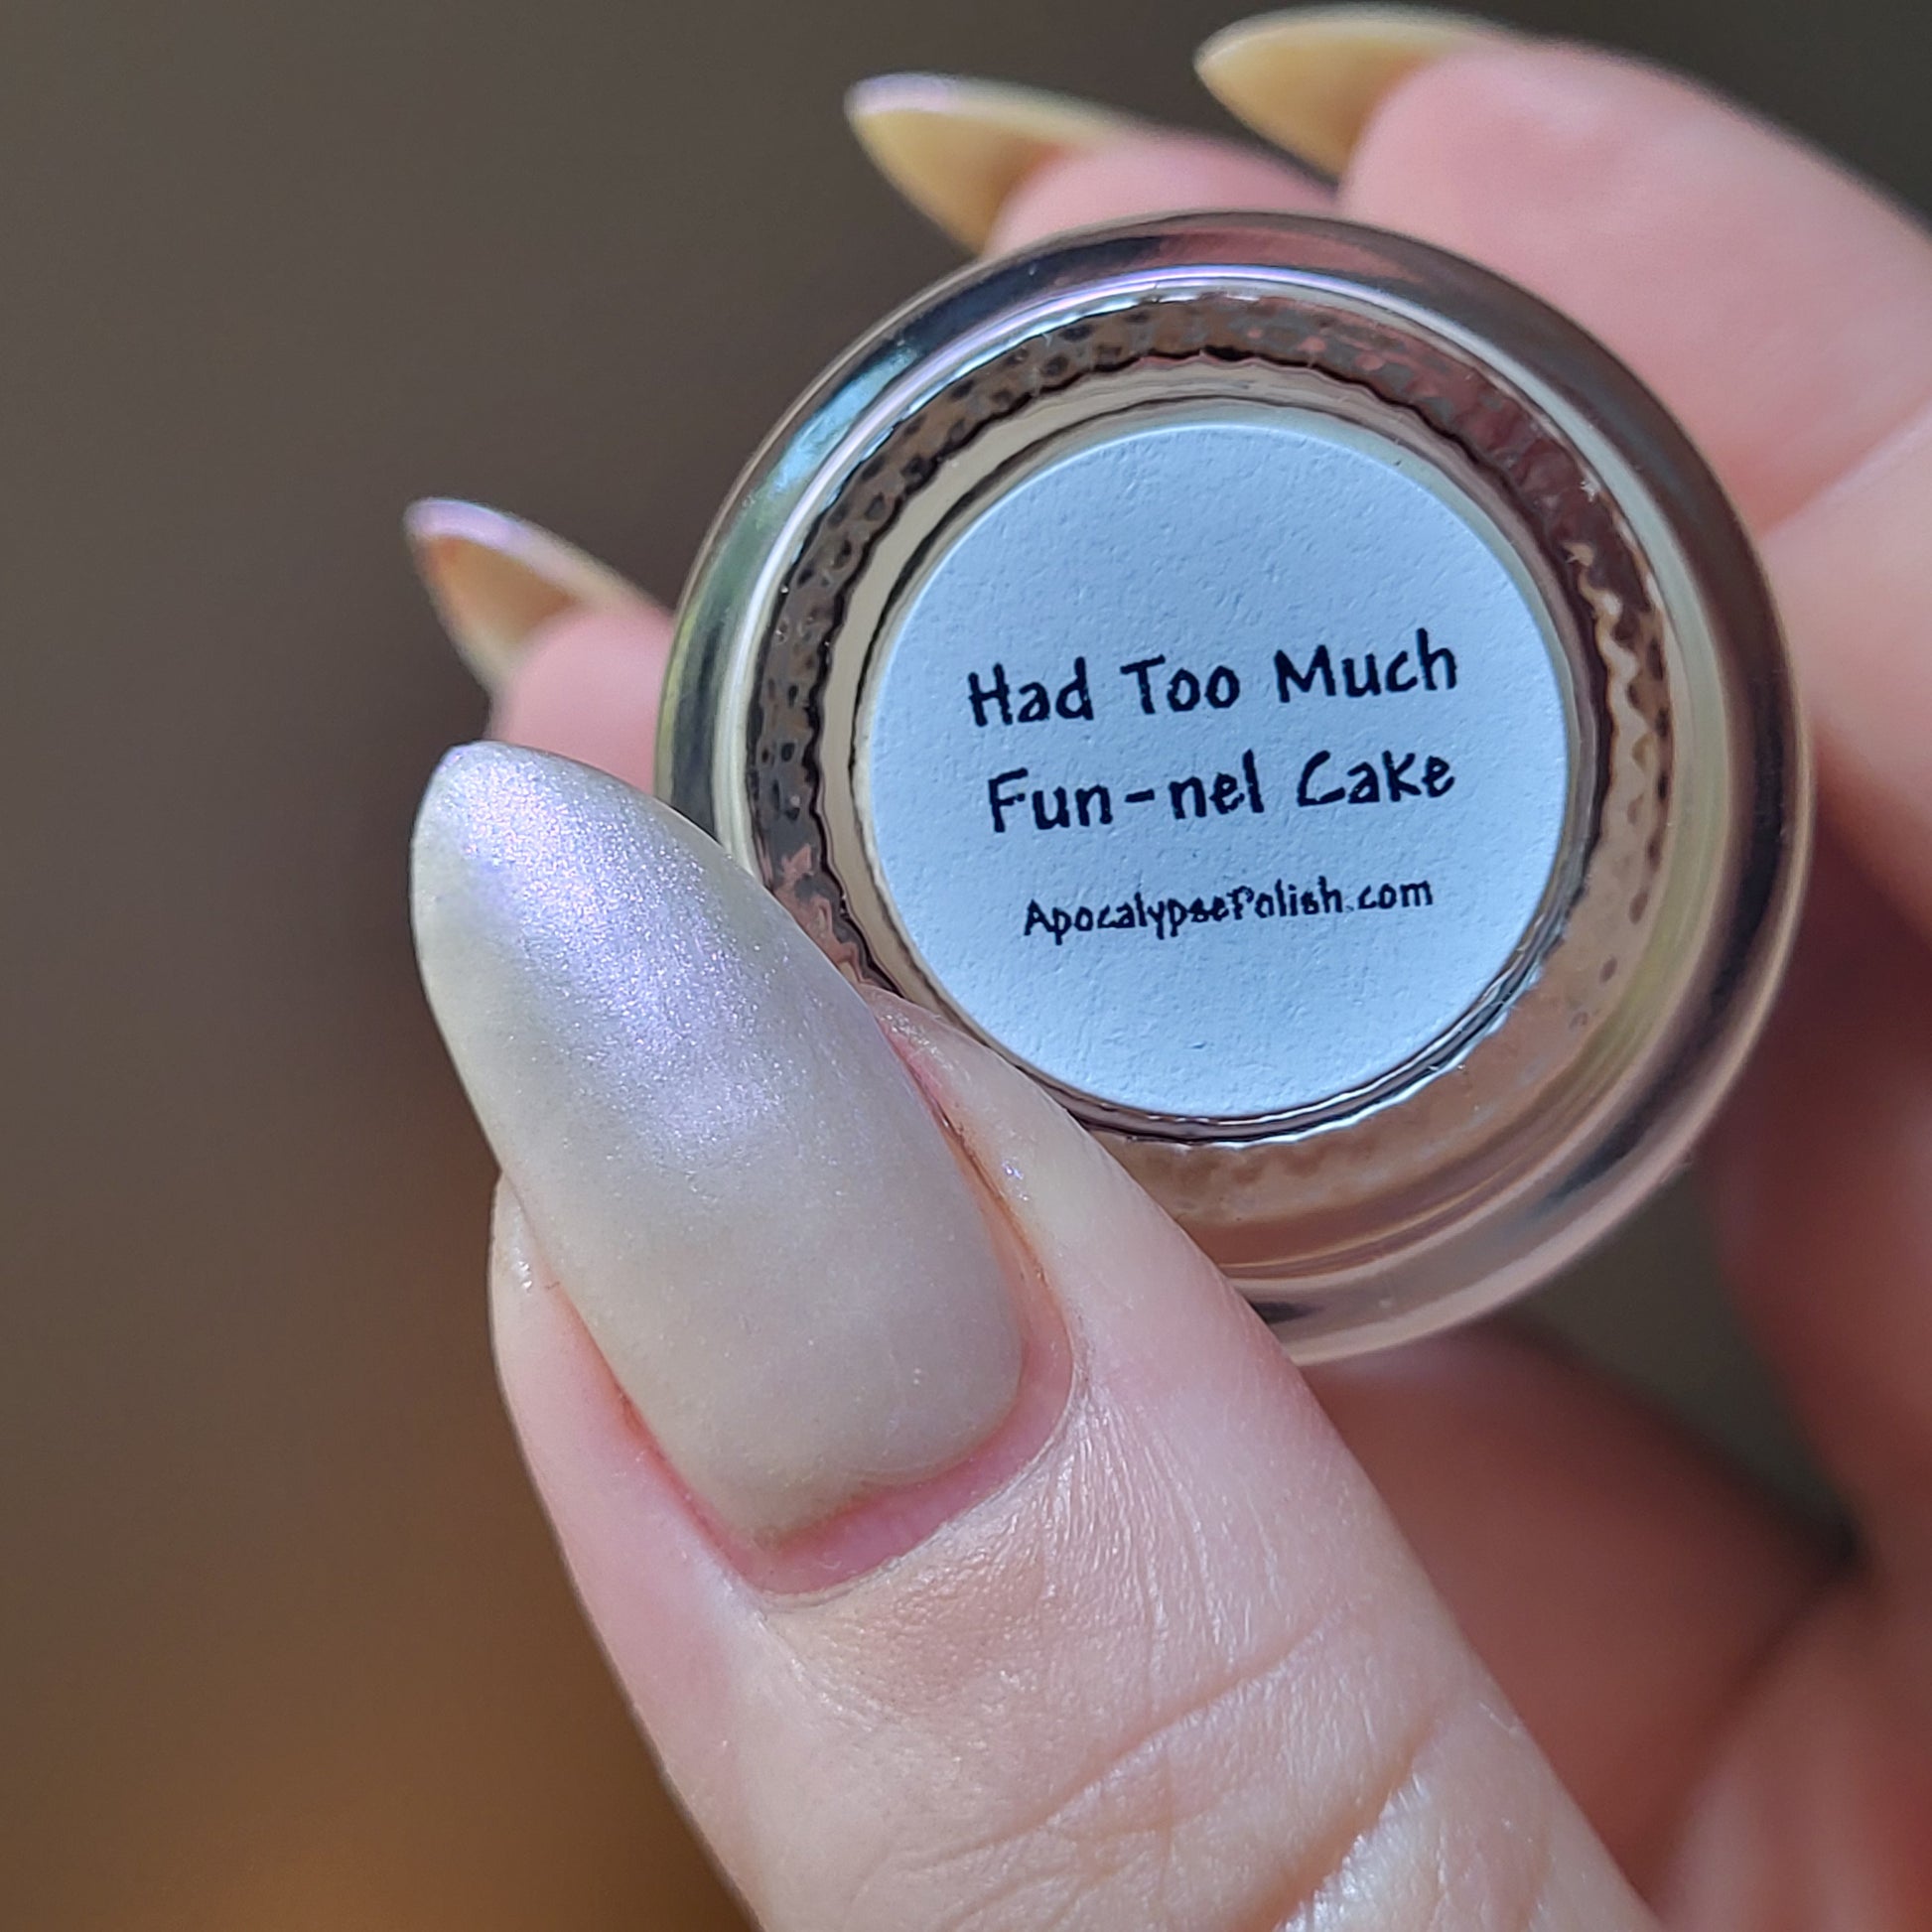 Had Too Much
Fun-nel Cake
ApocalypsePolish.com